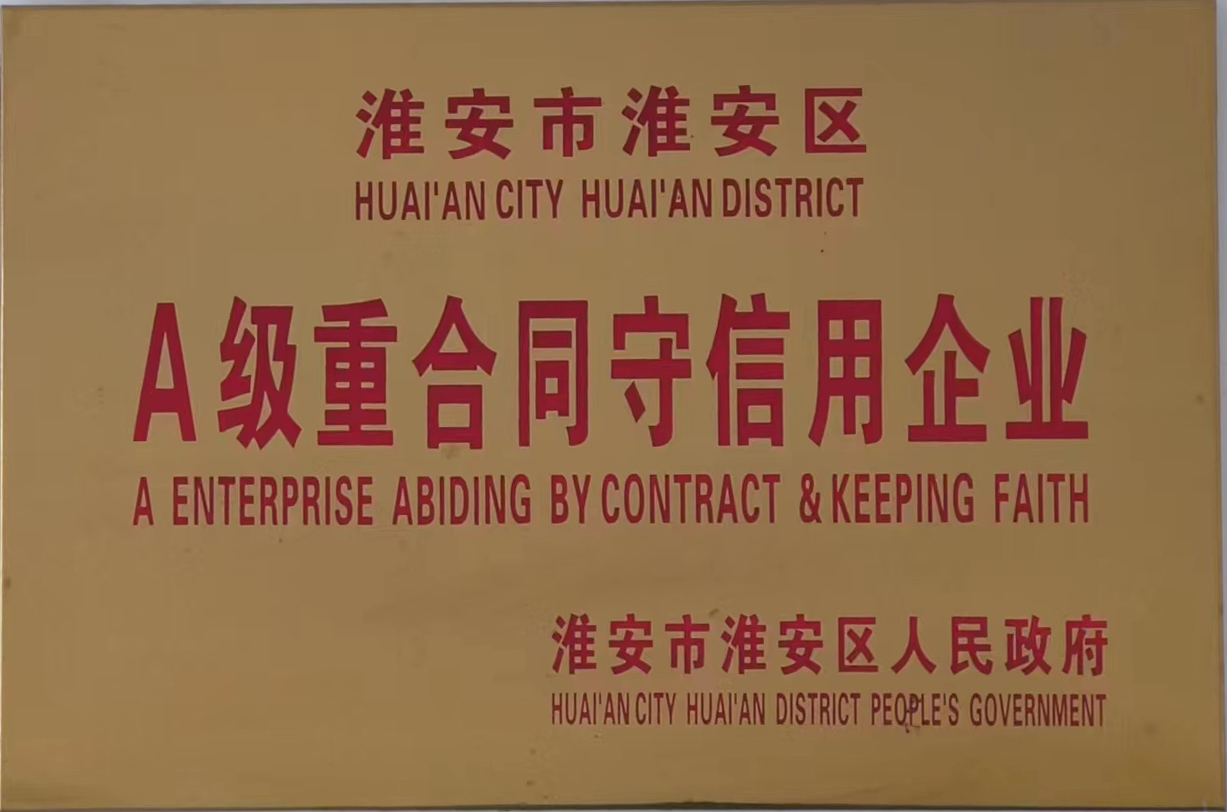 淮安市淮安区
HUAI'AN CITY HUAI'AN DISTRICT
A级重合同守信用企业
A ENTERPRISE ABIDING BY CONTRACT & KEEPING FAITH
淮安市淮安区人民政府
HUAI'AN CITY HUAI'AN DISTRICT PEOPLE'S GOVERNMENT